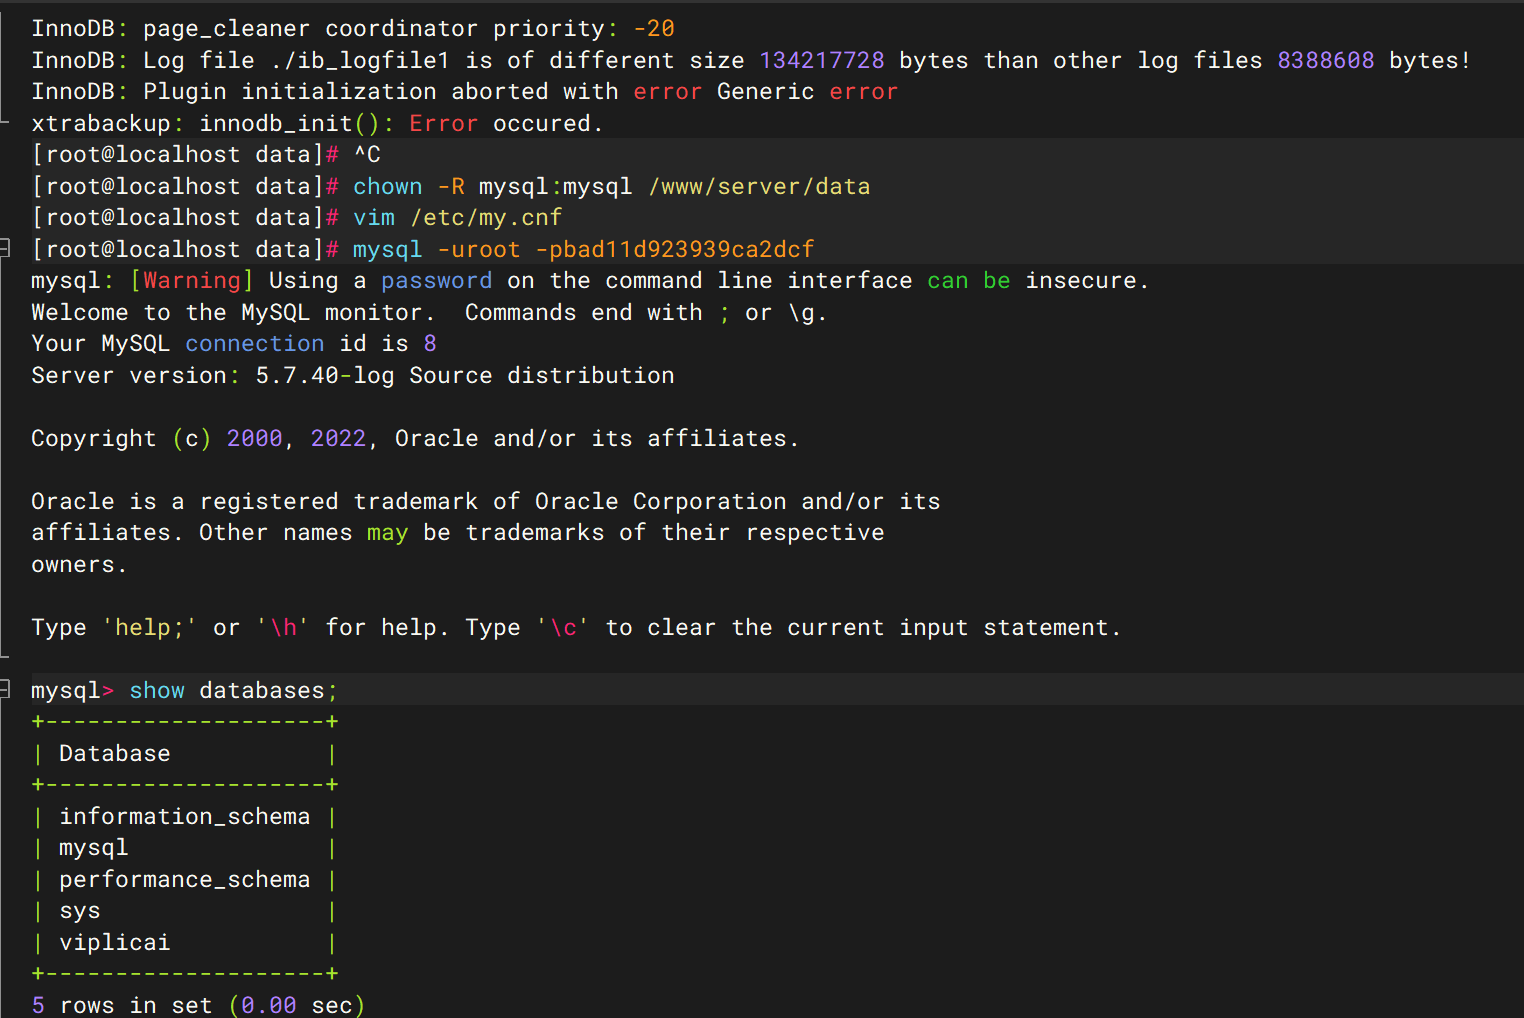 InnoDB: page_cleaner coordinator priority: -20
InnoDB: Log file ./ib_logfile1 is of different size 134217728 bytes than other log files 8388608 bytes!
InnoDB: Plugin initialization aborted with error Generic error
xtrabackup: innodb_init(): Error occured.
[root@localhost data]# ^C
[root@localhost data]# chown -R mysql:mysql /www/server/data
[root@localhost data]# vim /etc/my.cnf
[root@localhost data]# mysql -uroot -pbad11d923939ca2dcf
mysql: [Warning] Using a password on the command line interface can be insecure.
Welcome to the MySQL monitor.  Commands end with ; or \g.
Your MySQL connection id is 8
Server version: 5.7.40-log Source distribution

Copyright (c) 2000, 2022, Oracle and/or its affiliates.

Oracle is a registered trademark of Oracle Corporation and/or its
affiliates. Other names may be trademarks of their respective
owners.

Type 'help;' or '\h' for help. Type '\c' to clear the current input statement.

mysql> show databases;
+--------------------+
| Database           |
+--------------------+
| information_schema |
| mysql              |
| performance_schema |
| sys                |
| viplicai           |
+--------------------+
5 rows in set (0.00 sec)